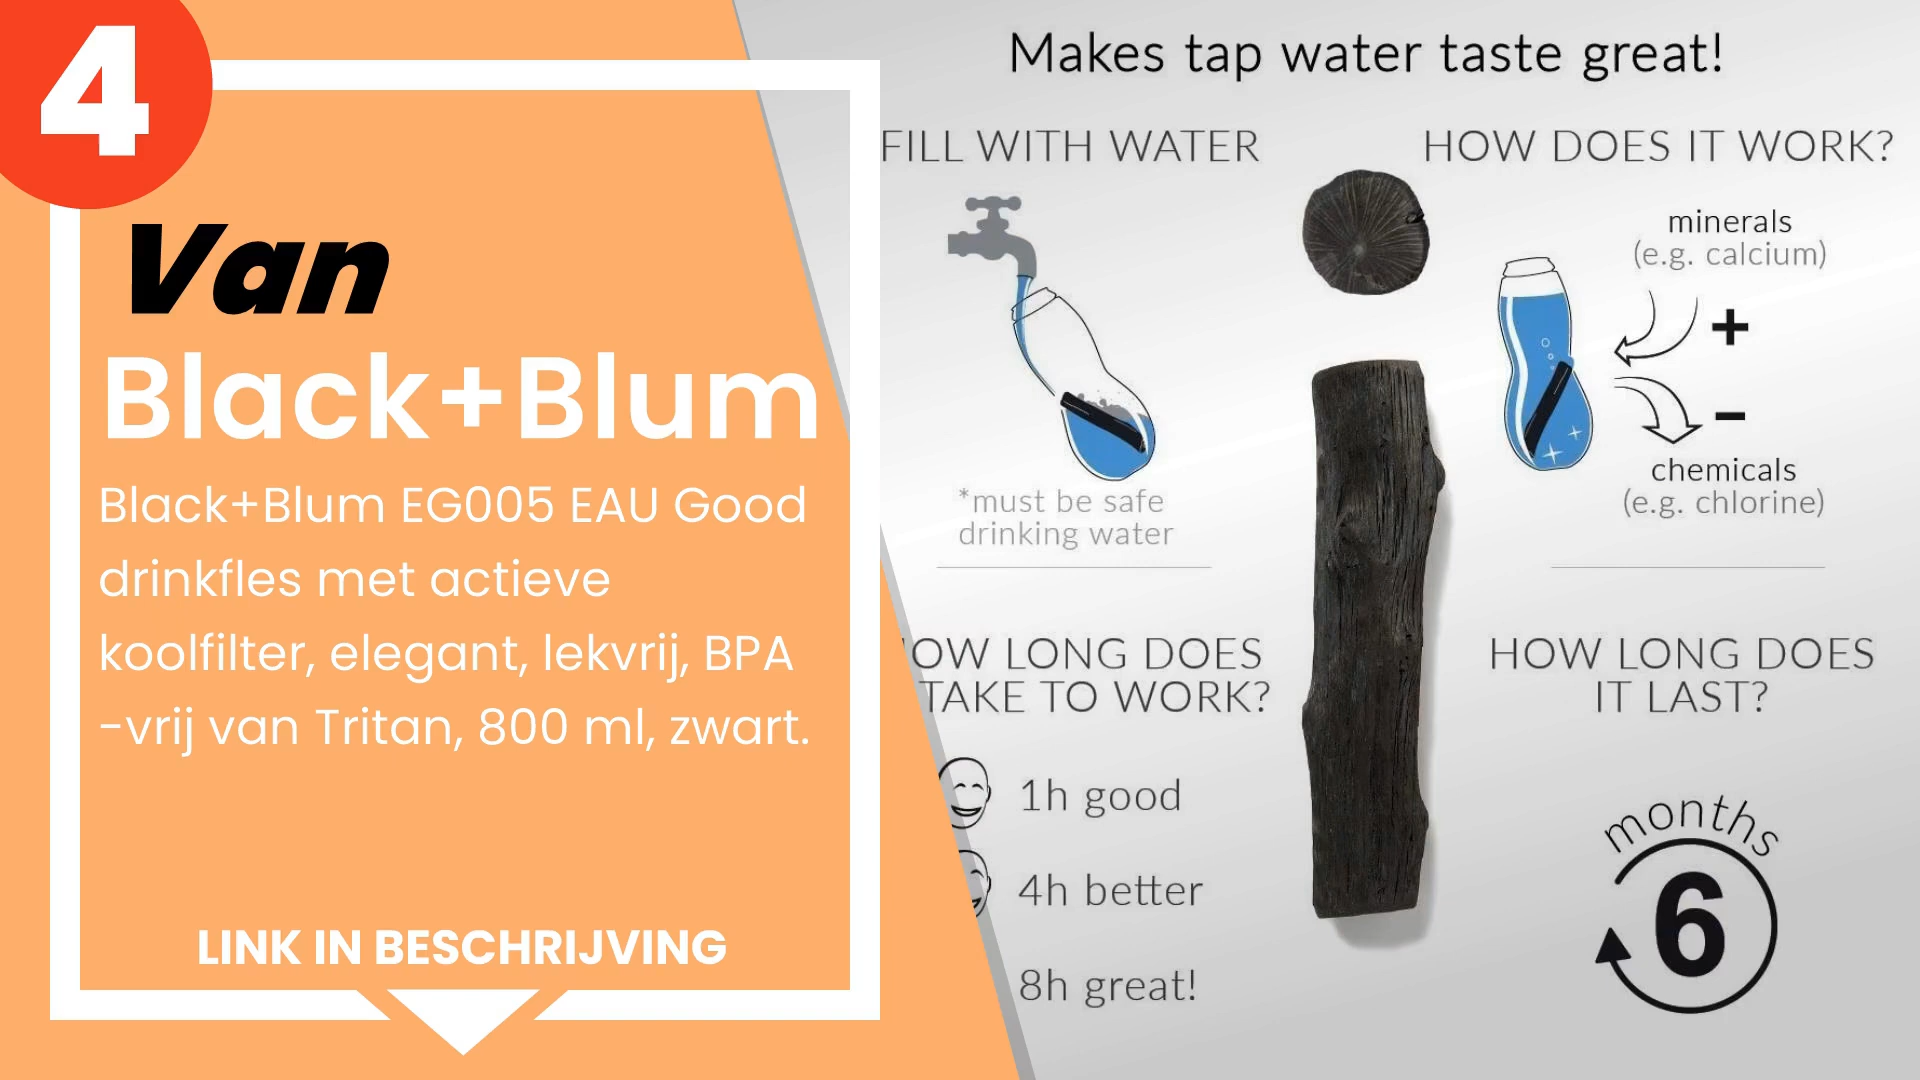 4
Van
Black+Blum
Black+Blum EG005 EAU Good
drinkfles met actieve
koolfilter, elegant, lekvrij, BPA
-vrij van Tritan, 800 ml, zwart.
LINK IN BESCHRIJVING
Makes tap water taste great!
FILL WITH WATER
*must be safe
drinking water
HOW DOES IT WORK?
minerals
(e.g. calcium)
+
−
chemicals
(e.g. chlorine)
OW LONG DOES
TAKE TO WORK?
1h good
4h better
8h great!
HOW LONG DOES
IT LAST?
months
6